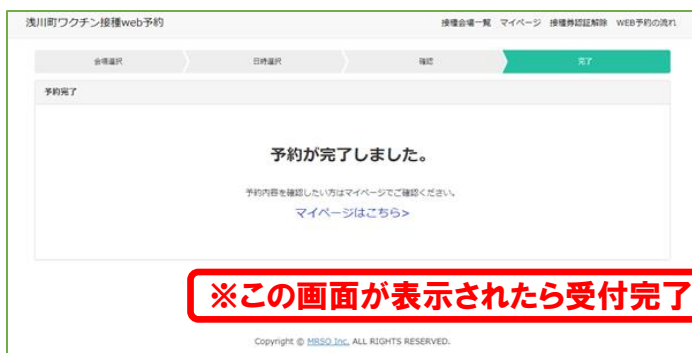 浅川町ワクチン接種web予約
接種会場一覧 マイページ 接種券認証解除 WEB予約の流れ
会場選択 日時選択 確認 完了
予約完了
予約が完了しました。
予約内容を確認したい方はマイページでご確認ください。
マイページはこちら>
※この画面が表示されたら受付完了
Copyright © MRSO Inc. ALL RIGHTS RESERVED.